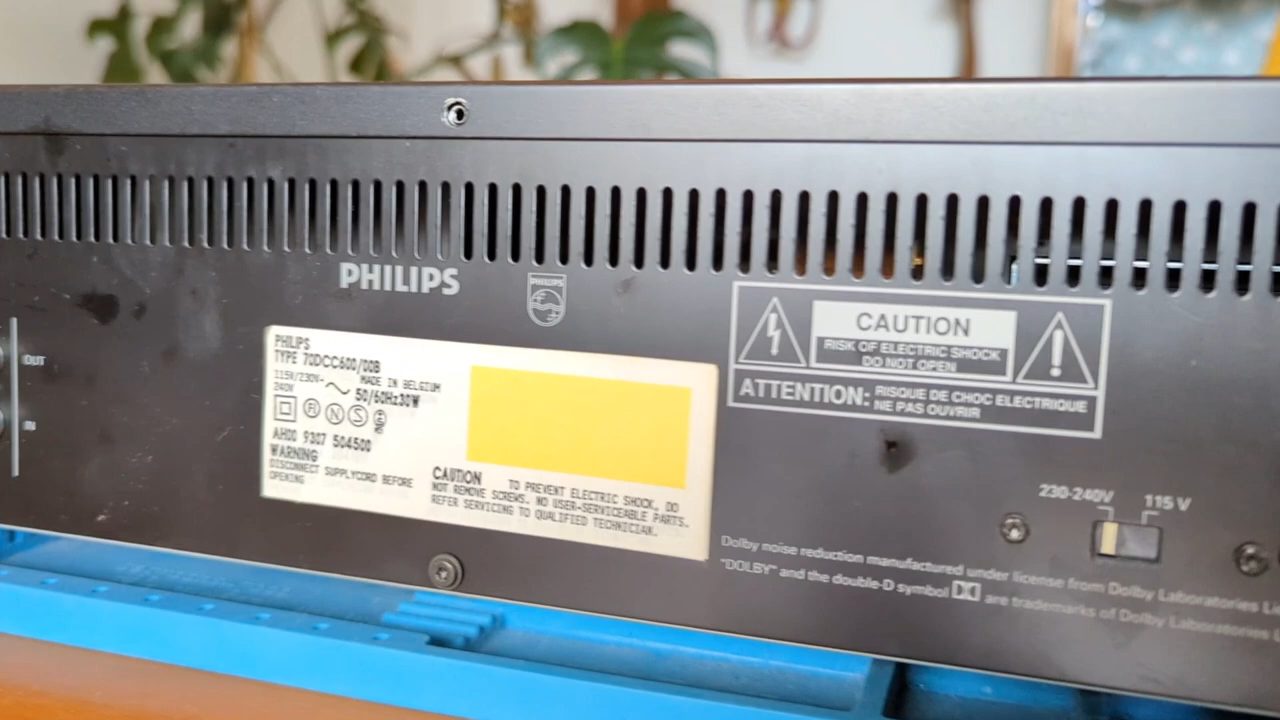 PHILIPS
PHILIPS
OUT
IN
PHILIPS
TYPE 70DCC600/00B
115V/230V-
240V
MADE IN BELGIUM
50/60Hz30W
FI N S
AH00 9307 504500
WARNING
DISCONNECT SUPPLYCORD BEFORE
OPENING
CAUTION TO PREVENT ELECTRIC SHOCK, DO
NOT REMOVE SCREWS. NO USER-SERVICEABLE PARTS.
REFER SERVICING TO QUALIFIED TECHNICIAN.
CAUTION
RISK OF ELECTRIC SHOCK
DO NOT OPEN
ATTENTION: RISQUE DE CHOC ELECTRIQUE
NE PAS OUVRIR
230-240V 115 V
Dolby noise reduction manufactured under license from Dolby Laboratories Li
"DOLBY" and the double-D symbol are trademarks of Dolby Laboratories